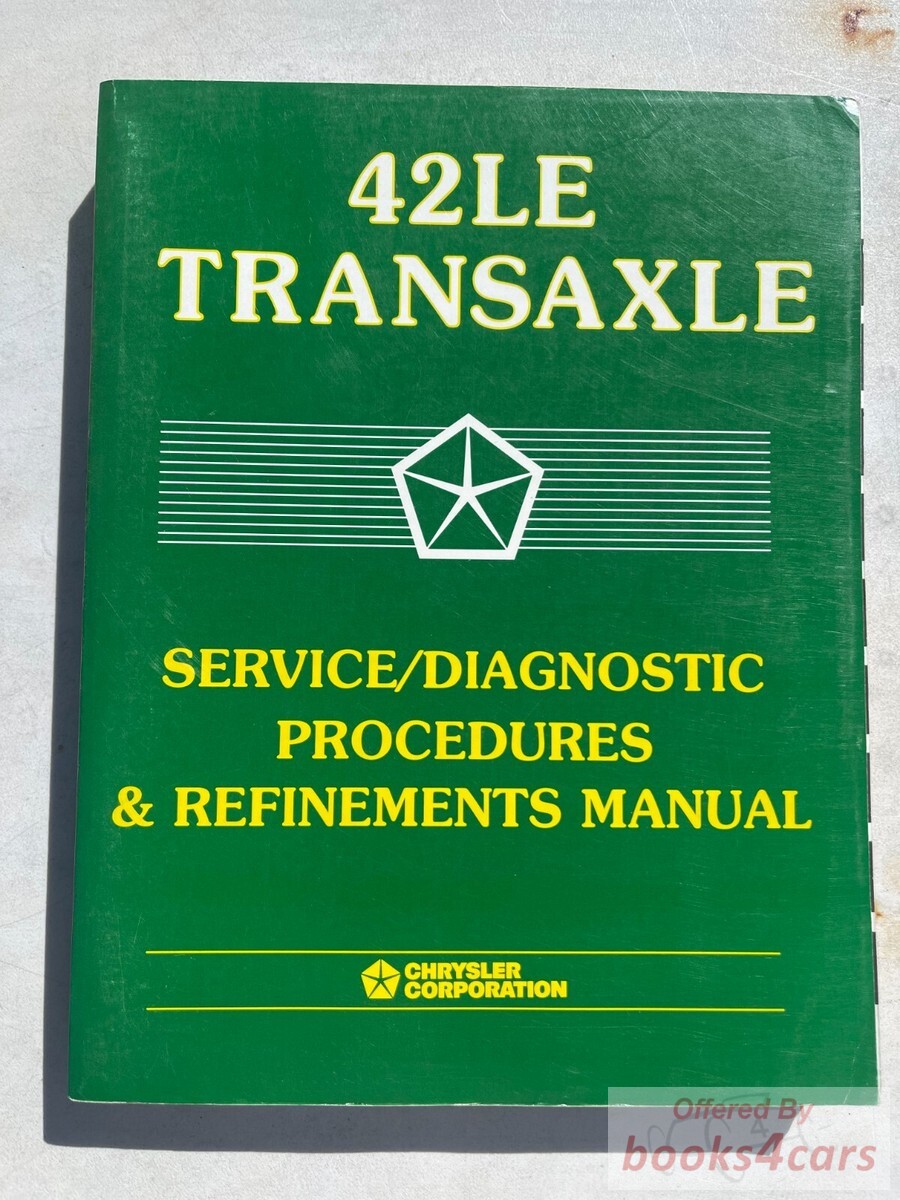 42LE
TRANSAXLE
SERVICE/DIAGNOSTIC
PROCEDURES
& REFINEMENTS MANUAL
CHRYSLER
CORPORATION
Offered By
books4cars